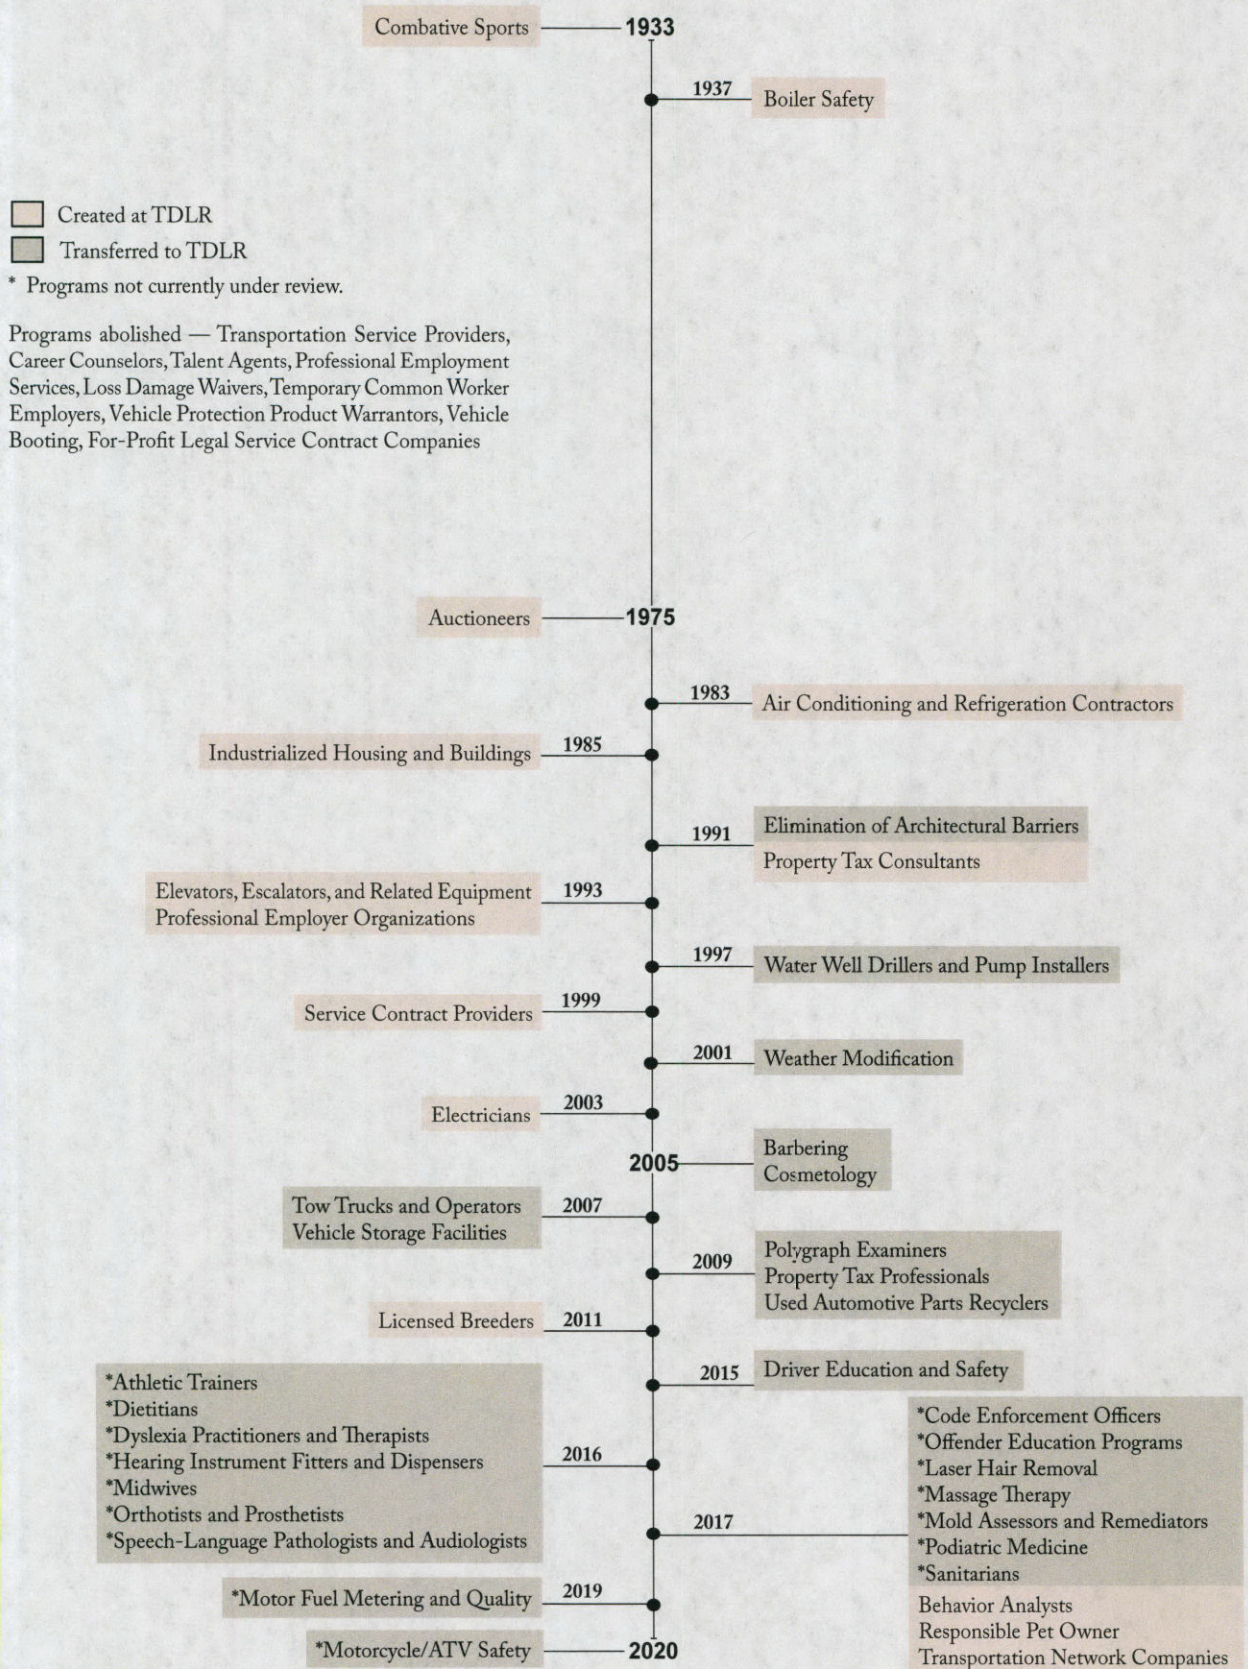 Combative Sports
1933
1937
Boiler Safety
Created at TDLR
Transferred to TDLR
* Programs not currently under review.
Programs abolished — Transportation Service Providers,
Career Counselors, Talent Agents, Professional Employment
Services, Loss Damage Waivers, Temporary Common Worker
Employers, Vehicle Protection Product Warrantors, Vehicle
Booting, For-Profit Legal Service Contract Companies
Auctioneers
1975
1983
Air Conditioning and Refrigeration Contractors
Industrialized Housing and Buildings
1985
1991
Elimination of Architectural Barriers
Property Tax Consultants
Elevators, Escalators, and Related Equipment
Professional Employer Organizations
1993
1997
Water Well Drillers and Pump Installers
Service Contract Providers
1999
2001
Weather Modification
Electricians
2003
2005
Barbering
Cosmetology
Tow Trucks and Operators
Vehicle Storage Facilities
2007
2009
Polygraph Examiners
Property Tax Professionals
Used Automotive Parts Recyclers
Licensed Breeders
2011
2015
Driver Education and Safety
*Athletic Trainers
*Dietitians
*Dyslexia Practitioners and Therapists
*Hearing Instrument Fitters and Dispensers
*Midwives
*Orthotists and Prosthetists
*Speech-Language Pathologists and Audiologists
2016
2017
*Code Enforcement Officers
*Offender Education Programs
*Laser Hair Removal
*Massage Therapy
*Mold Assessors and Remediators
*Podiatric Medicine
*Sanitarians
Behavior Analysts
Responsible Pet Owner
Transportation Network Companies
*Motor Fuel Metering and Quality
2019
*Motorcycle/ATV Safety
2020